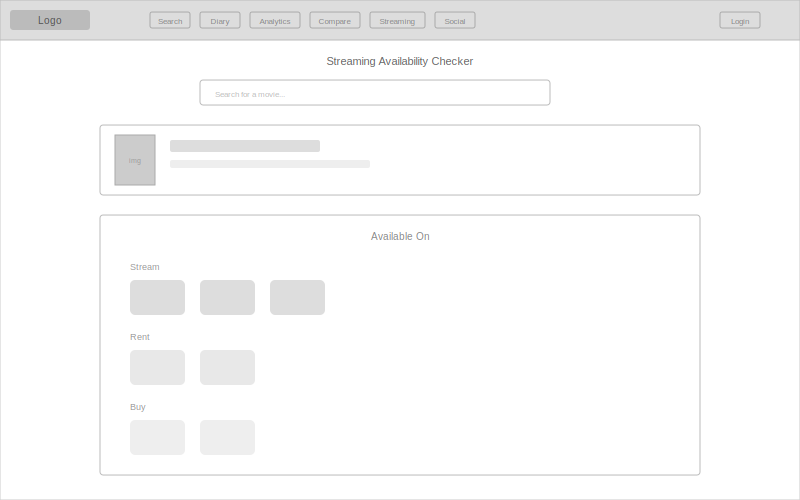 Logo
Search
Diary
Analytics
Compare
Streaming
Social
Login
Streaming Availability Checker
Search for a movie...
Img
Available On
Stream
Rent
Buy